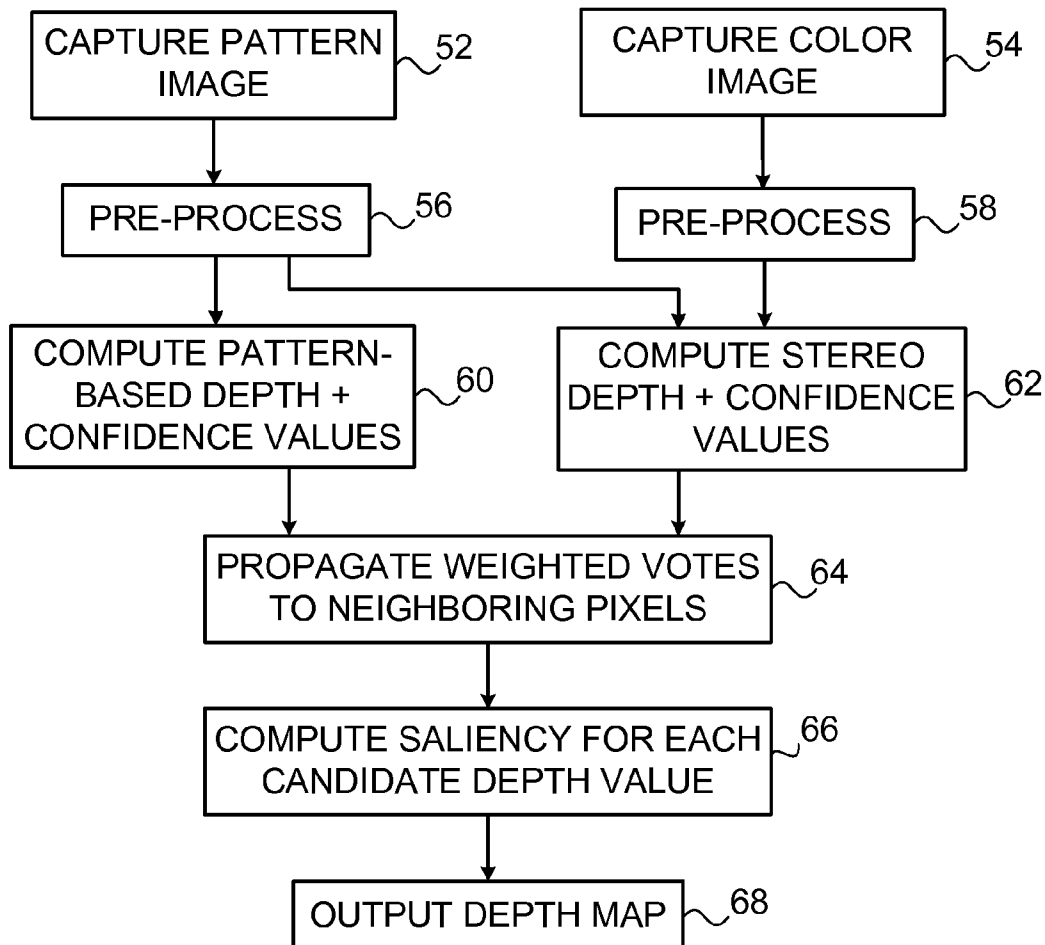 CAPTURE PATTERN
IMAGE
52
CAPTURE COLOR
IMAGE
54
PRE-PROCESS
56
PRE-PROCESS
58
COMPUTE PATTERN-
BASED DEPTH +
CONFIDENCE VALUES
60
COMPUTE STEREO
DEPTH + CONFIDENCE
VALUES
62
PROPAGATE WEIGHTED VOTES
TO NEIGHBORING PIXELS
64
COMPUTE SALIENCY FOR EACH
CANDIDATE DEPTH VALUE
66
OUTPUT DEPTH MAP
68